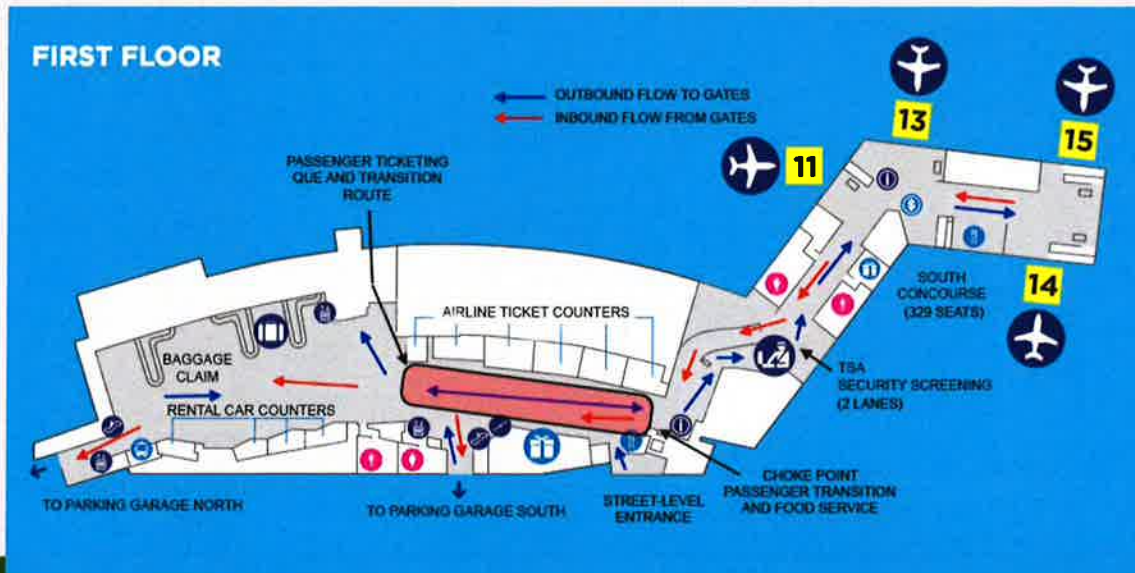 FIRST FLOOR
OUTBOUND FLOW TO GATES
INBOUND FLOW FROM GATES
13
15
11
PASSENGER TICKETING
QUE AND TRANSITION
ROUTE
SOUTH
CONCOURSE
(329 SEATS)
14
AIRLINE TICKET COUNTERS
BAGGAGE
CLAIM
TSA
SECURITY SCREENING
(2 LANES)
RENTAL CAR COUNTERS
CHOKE POINT
PASSENGER TRANSITION
AND FOOD SERVICE
TO PARKING GARAGE NORTH
TO PARKING GARAGE SOUTH
STREET-LEVEL
ENTRANCE